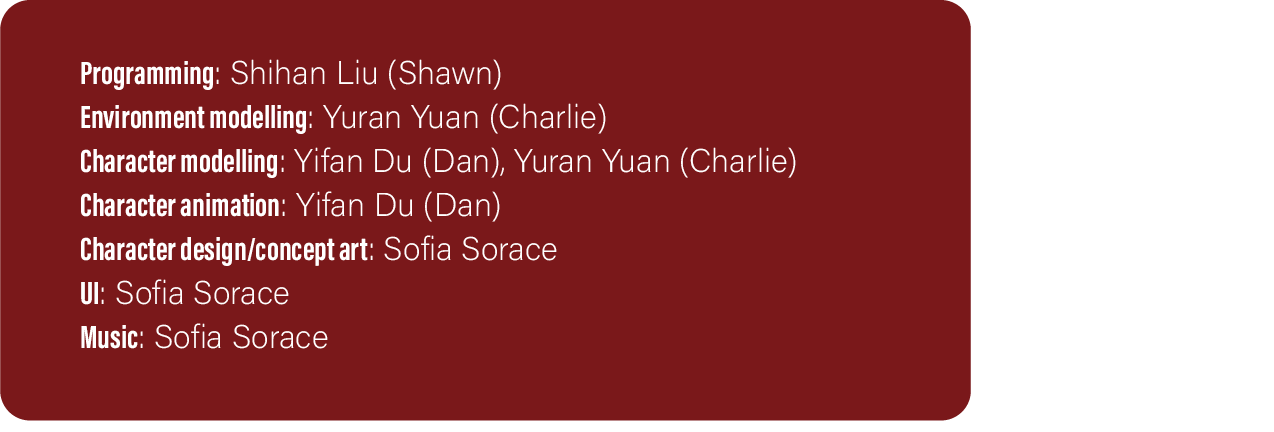 Programming: Shihan Liu (Shawn)
Environment modelling: Yuran Yuan (Charlie)
Character modelling: Yifan Du (Dan), Yuran Yuan (Charlie)
Character animation: Yifan Du (Dan)
Character design/concept art: Sofia Sorace
UI: Sofia Sorace
Music: Sofia Sorace